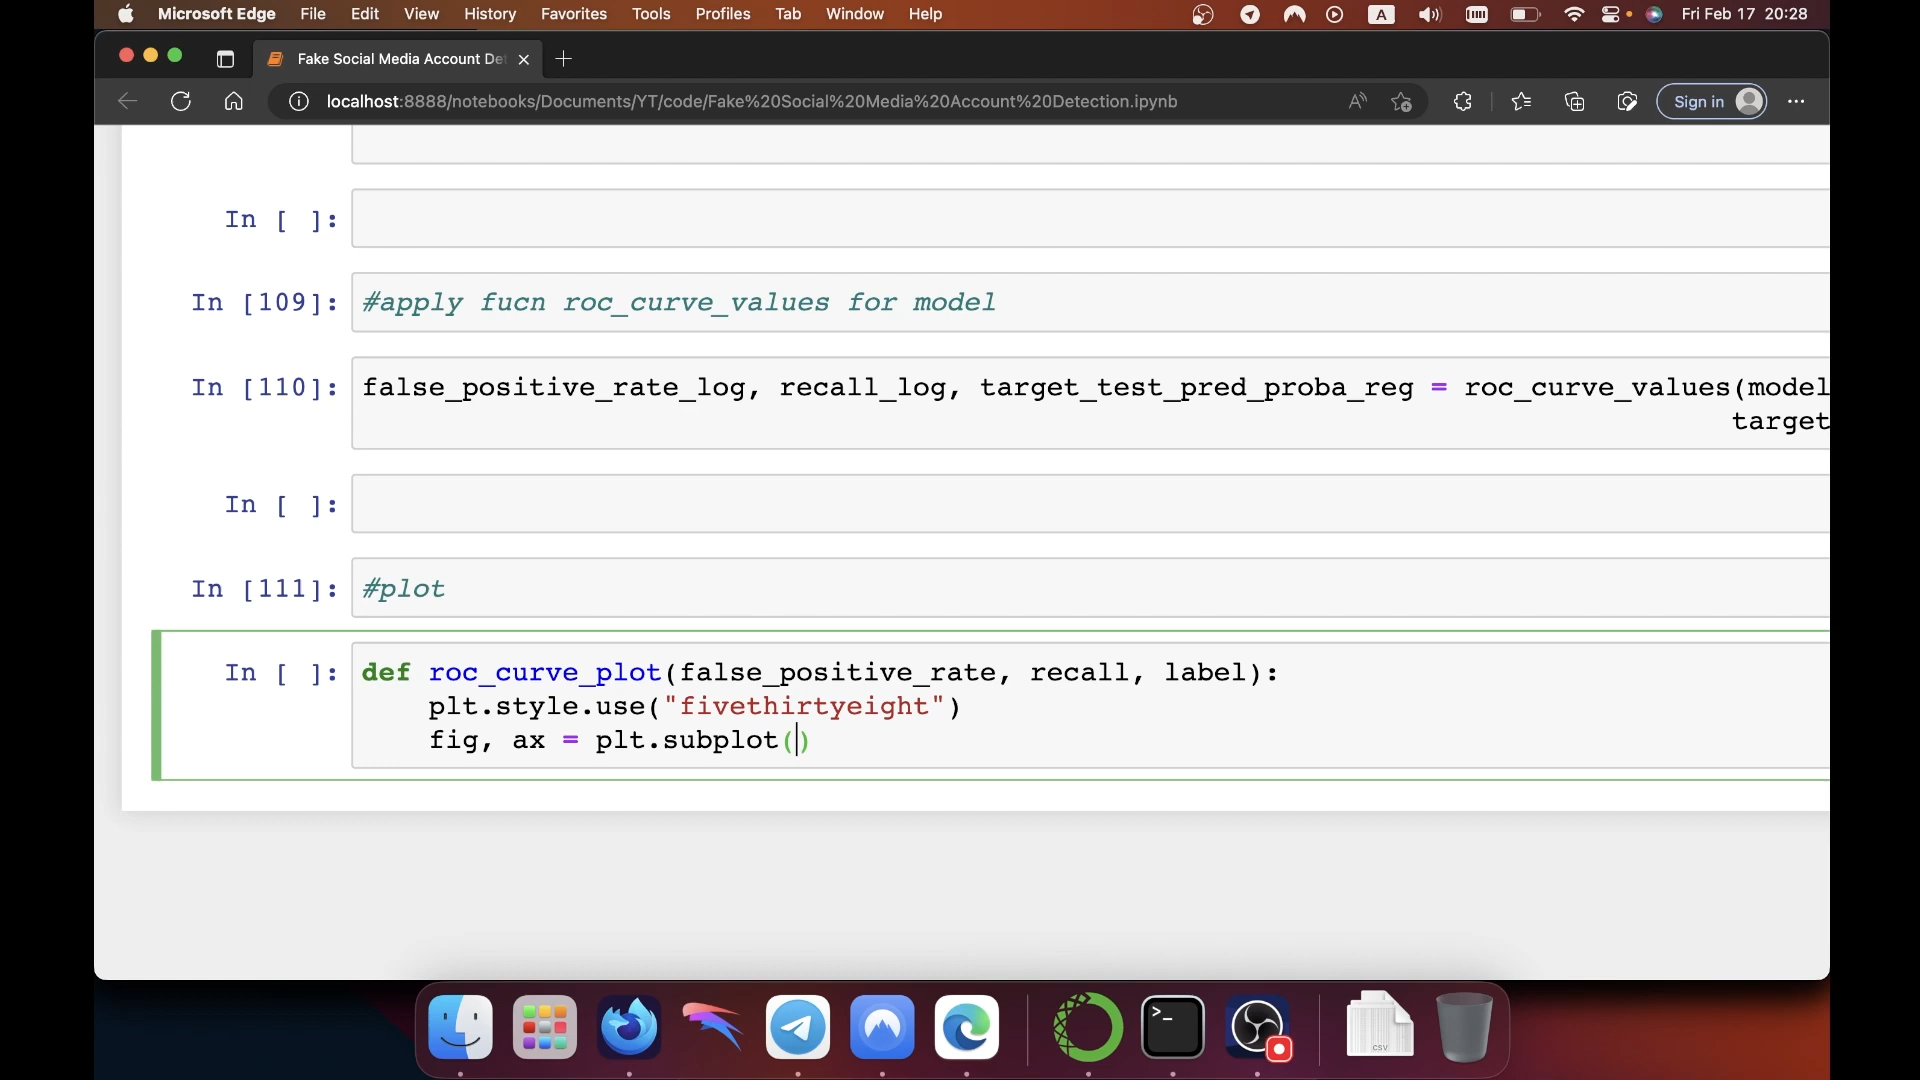 Microsoft Edge File Edit View History Favorites Tools Profiles Tab Window Help A Fri Feb 17 20:28
Fake Social Media Account De
localhost:8888/notebooks/Documents/YT/code/Fake%20Social%20Media%20Account%20Detection.ipynb Sign in
In [ ]:
In [109]: #apply fucn roc_curve_values for model
In [110]: false_positive_rate_log, recall_log, target_test_pred_proba_reg = roc_curve_values(model
target
In [ ]:
In [111]: #plot
In [ ]: def roc_curve_plot(false_positive_rate, recall, label):
plt.style.use("fivethirtyeight")
fig, ax = plt.subplot()
CSV